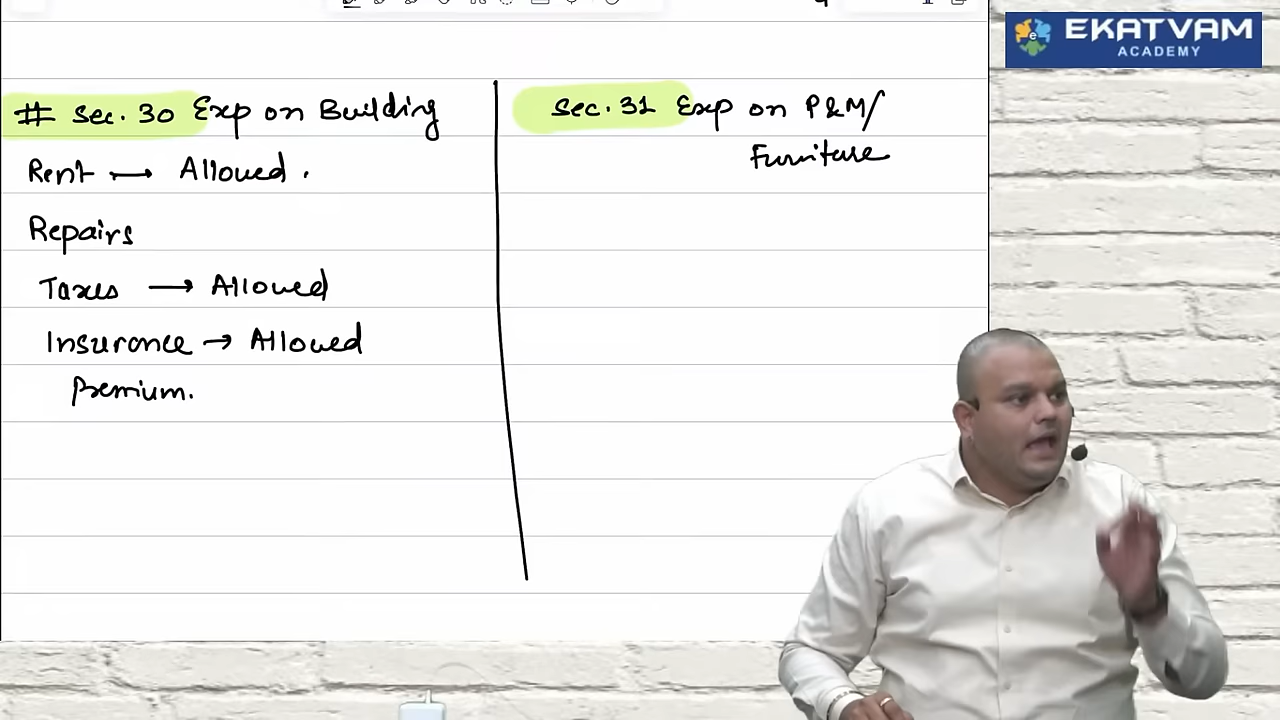 EKATVAM
ACADEMY
# Sec. 30 Exp on Building
Rent → Allowed.
Repairs
Taxes → Allowed
Insurance → Allowed
Premium.
Sec. 31 Exp on P&M/
Furniture